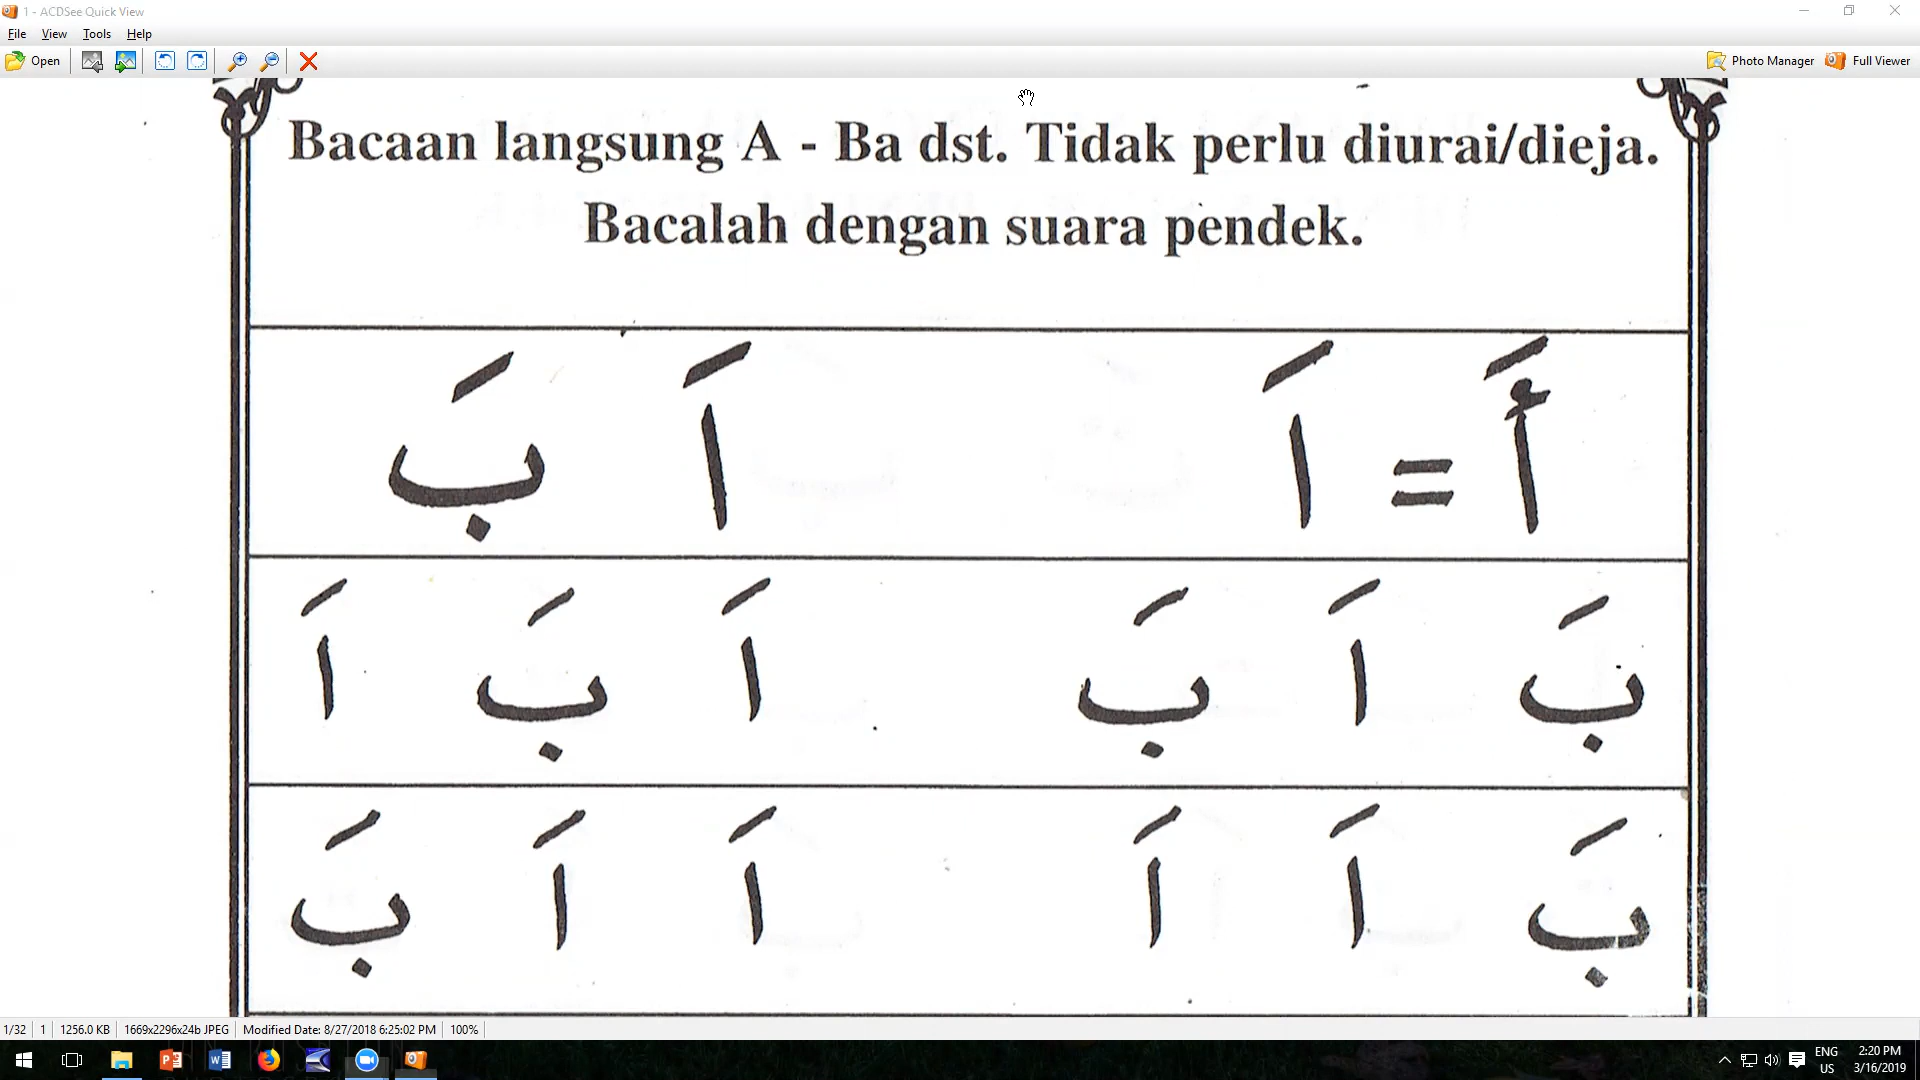 1 - ACDSee Quick View
File View Tools Help
Open Photo Manager Full Viewer
Bacaan langsung A - Ba dst. Tidak perlu diurai/dieja.
Bacalah dengan suara pendek.
أَ = اَ اَ بَ
بَ اَ بَ اَ بَ اَ
بَ اَ اَ اَ اَ بَ
1/32 1 1256.0 KB 1669x2296x24b JPEG Modified Date: 8/27/2018 6:25:02 PM 100%
ENG 2:20 PM
US 3/16/2019